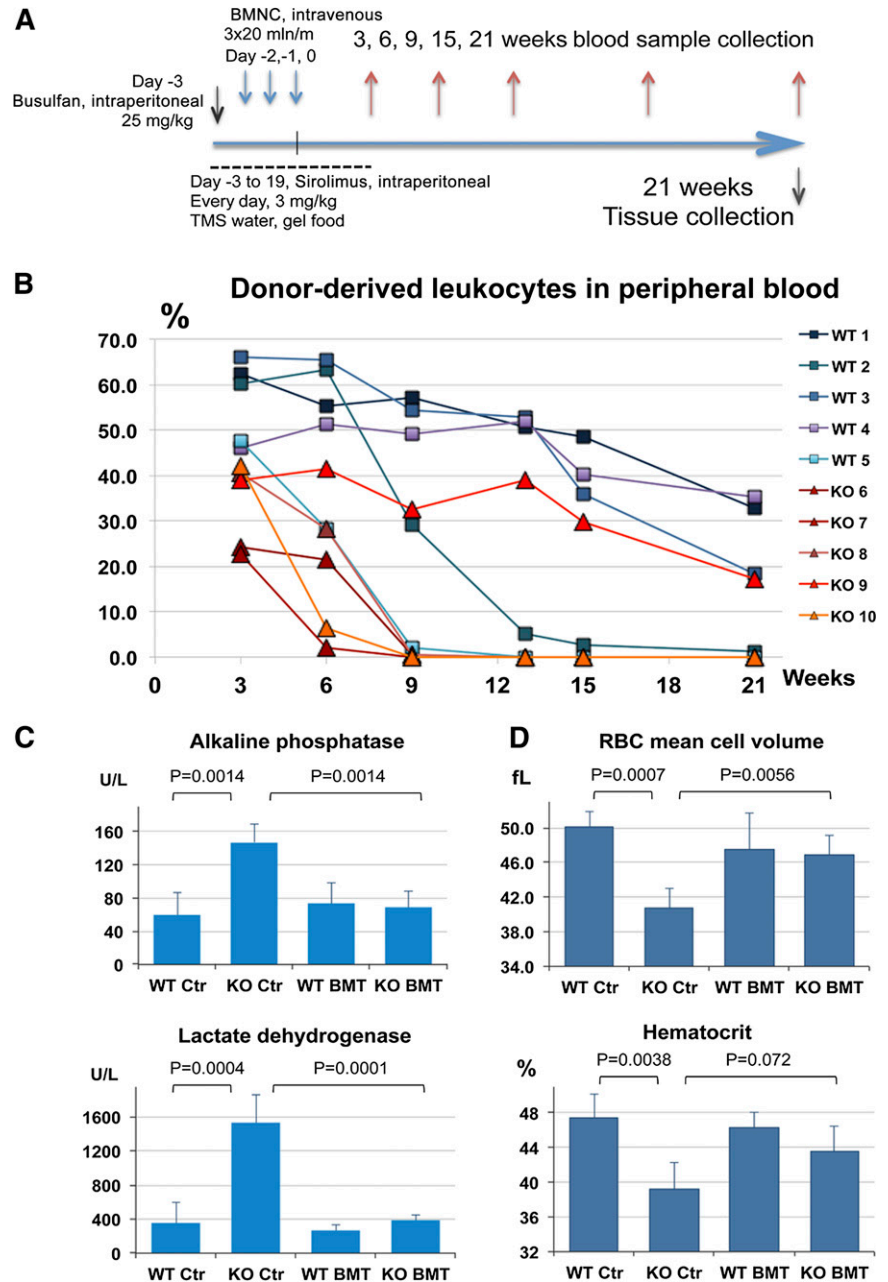 A
BMNC, intravenous
3x20 mln/m
Day -2,-1, 0
3, 6, 9, 15, 21 weeks blood sample collection
Day -3
Busulfan, intraperitoneal
25 mg/kg
Day -3 to 19, Sirolimus, intraperitoneal
Every day, 3 mg/kg
TMS water, gel food
21 weeks
Tissue collection
B
Donor-derived leukocytes in peripheral blood
%
70.0
60.0
50.0
40.0
30.0
20.0
10.0
0.0
0 3 6 9 12 15 18 21 Weeks
WT 1
WT 2
WT 3
WT 4
WT 5
KO 6
KO 7
KO 8
KO 9
KO 10
C
Alkaline phosphatase
U/L
P=0.0014 P=0.0014
160
120
80
40
0
WT Ctr KO Ctr WT BMT KO BMT
Lactate dehydrogenase
U/L
P=0.0004 P=0.0001
1600
1200
800
400
0
WT Ctr KO Ctr WT BMT KO BMT
D
RBC mean cell volume
fL
P=0.0007 P=0.0056
50.0
46.0
42.0
38.0
34.0
WT Ctr KO Ctr WT BMT KO BMT
Hematocrit
%
P=0.0038 P=0.072
48
44
40
36
32
WT Ctr KO Ctr WT BMT KO BMT